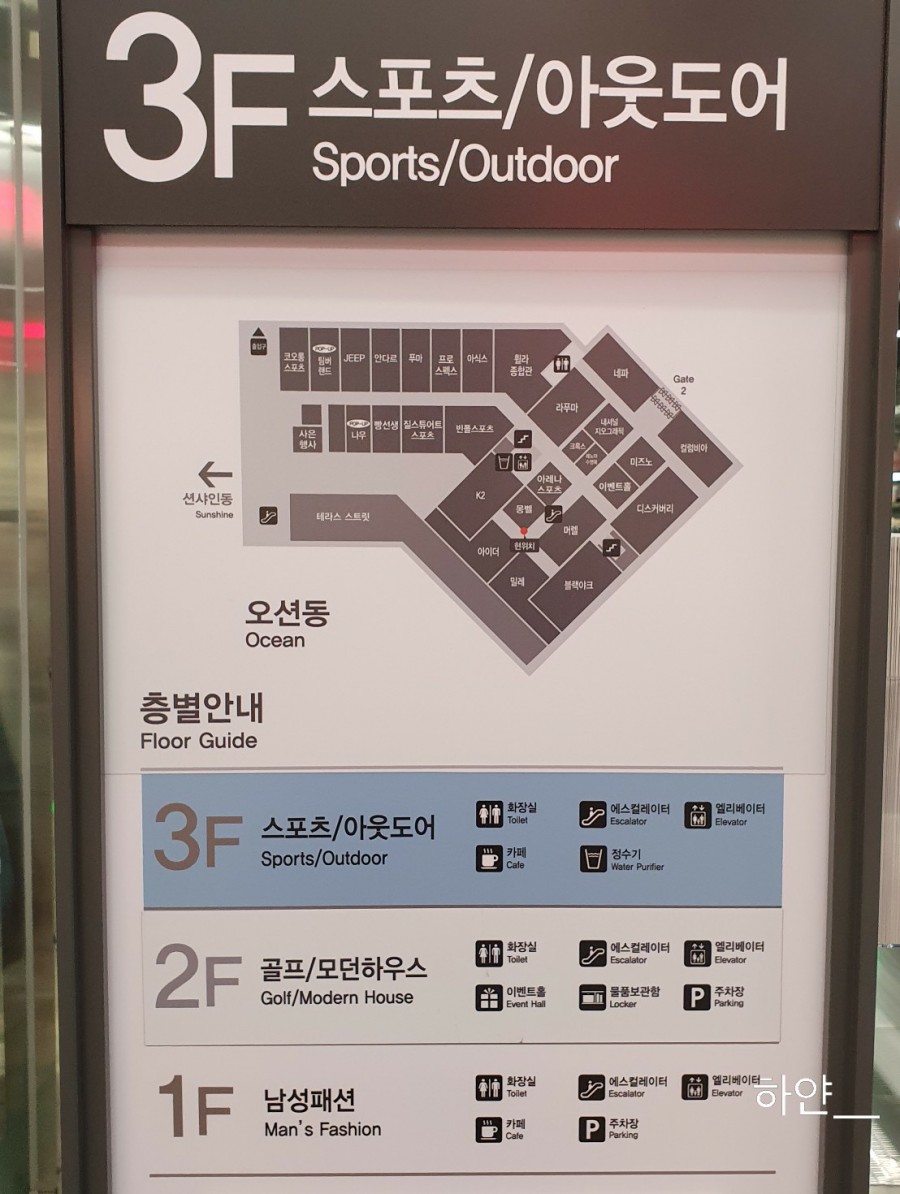 3F 스포츠/아웃도어
Sports/Outdoor
출입구
코오롱
스포츠
POP-UP
팀버
랜드
JEEP
안다르
푸마
프로
스펙스
아식스
휠라
종합관
네파
Gate
2
라푸마
내셔널
지오그래픽
크록스
컬럼비아
미즈노
이벤트홀
디스커버리
사은
행사
POP-UP
나우
빵선생
질스튜어트
스포츠
빈폴스포츠
K2
아레나
스포츠
몽벨
머렐
현위치
아이더
밀레
블랙야크
션샤인동
Sunshine
테라스 스트릿
오션동
Ocean
층별안내
Floor Guide
3F 스포츠/아웃도어
Sports/Outdoor
화장실
Toilet
에스컬레이터
Escalator
엘리베이터
Elevator
카페
Cafe
정수기
Water Purifier
2F 골프/모던하우스
Golf/Modern House
화장실
Toilet
에스컬레이터
Escalator
엘리베이터
Elevator
이벤트홀
Event Hall
물품보관함
Locker
P 주차장
Parking
1F 남성패션
Man's Fashion
화장실
Toilet
에스컬레이터
Escalator
엘리베이터
Elevator
카페
Cafe
P 주차장
Parking
하얀__